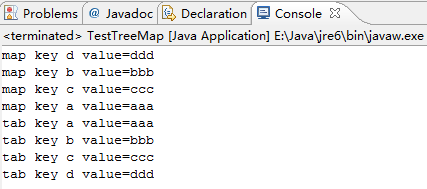 Problems @ Javadoc Declaration Console
<terminated> TestTreeMap [Java Application] E:\Java\jre6\bin\javaw.exe
map key d value=ddd
map key b value=bbb
map key c value=ccc
map key a value=aaa
tab key a value=aaa
tab key b value=bbb
tab key c value=ccc
tab key d value=ddd